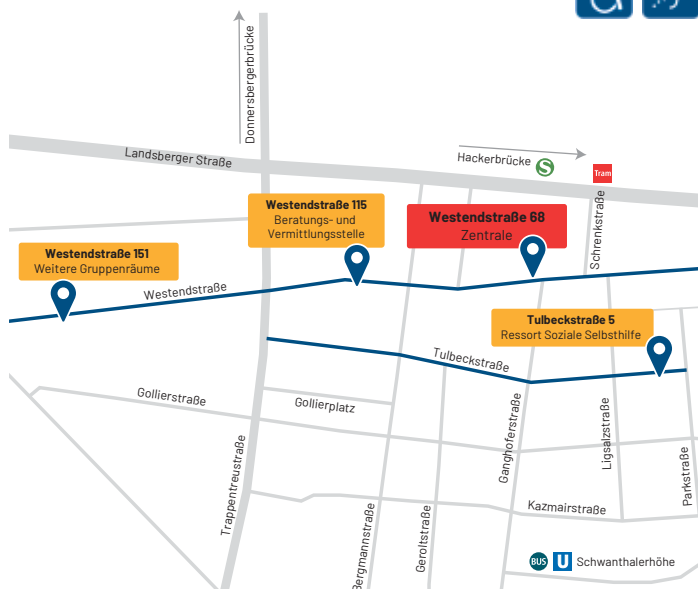 Donnersbergerbrücke
Landsberger Straße
Hackerbrücke
S
Tram
Westendstraße 115
Beratungs- und
Vermittlungsstelle
Westendstraße 68
Zentrale
Schrenkstraße
Westendstraße 151
Weitere Gruppenräume
Westendstraße
Tulbeckstraße 5
Ressort Soziale Selbsthilfe
Tulbeckstraße
Gollierstraße
Gollierplatz
Ganghoferstraße
Ligsalzstraße
Parkstraße
Trappentreustraße
Bergmannstraße
Geroltstraße
Kazmairstraße
BUS
U
Schwanthalerhöhe